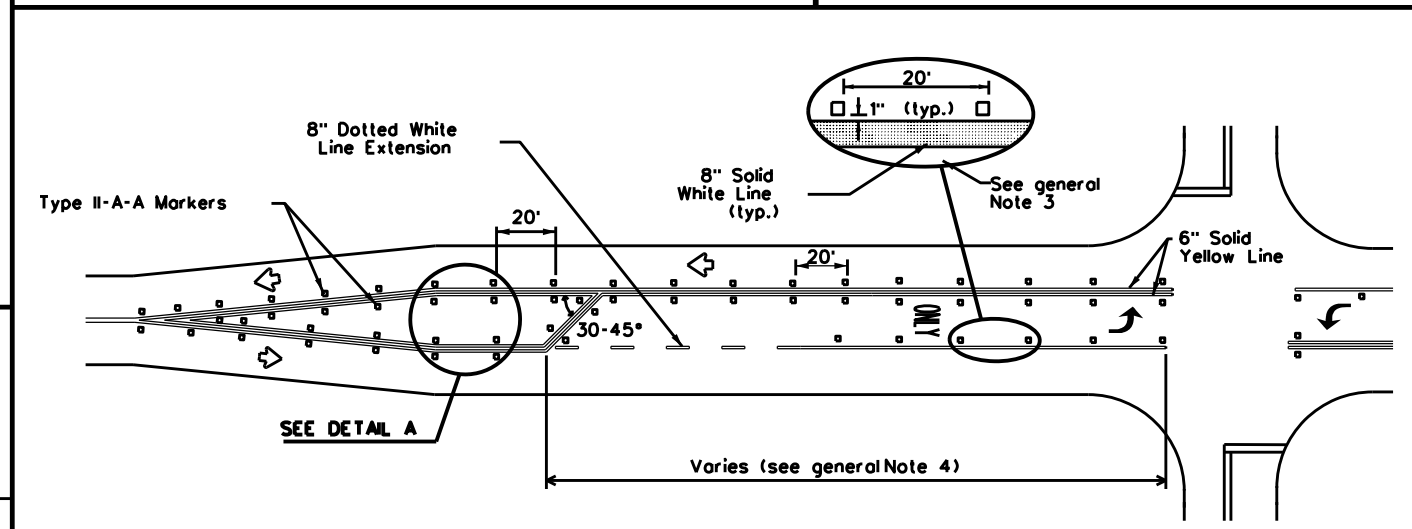 20'
1" (typ.)
8" Dotted White
Line Extension
8" Solid
White Line
(typ.)
See general
Note 3
Type II-A-A Markers
20'
6" Solid
Yellow Line
20'
ONLY
30-45°
SEE DETAIL A
Varies (see general Note 4)